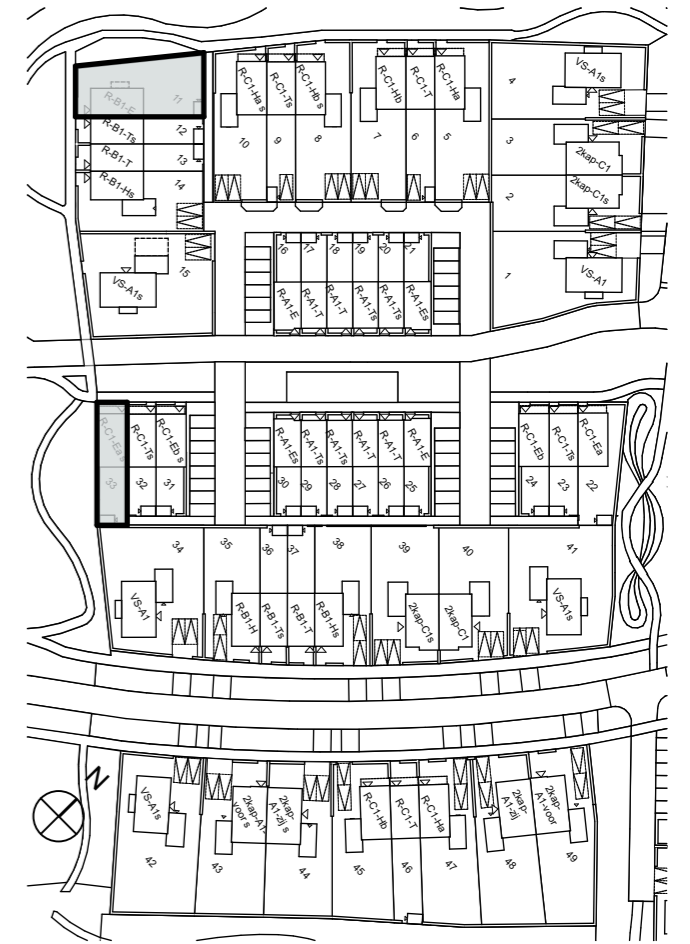 R-B1-E
11
R-B1-Ts
12
R-B1-T
13
R-B1-Hs
14
VS-A1s
15
R-C1-Ha s
R-C1-Ts
R-C1-Hb s
10
9
8
R-C1-Hb
R-C1-T
R-C1-Ha
7
6
5
VS-A1s
4
3
2kap-C1
2kap-C1s
2
1
VS-A1
16
17
18
19
20
21
R-A1-E
R-A1-T
R-A1-T
R-A1-Ts
R-A1-Ts
R-A1-Es
R-C1-Ea s
R-C1-Ts
R-C1-Eb s
33
32
31
R-A1-Es
R-A1-Ts
R-A1-Ts
R-A1-T
R-A1-T
R-A1-E
30
29
28
27
26
25
R-C1-Eb
R-C1-Ts
R-C1-Ea
24
23
22
34
35
36
37
38
39
40
41
VS-A1
R-B1-H
R-B1-Ts
R-B1-T
R-B1-Hs
2kap-C1s
2kap-C1
VS-A1s
N
VS-A1s
2kap-
A1-
voor s
2kap-
A1-zij s
R-C1-Hb
R-C1-T
R-C1-Ha
2kap-
A1-zij
2kap-
A1-voor
42
43
44
45
46
47
48
49